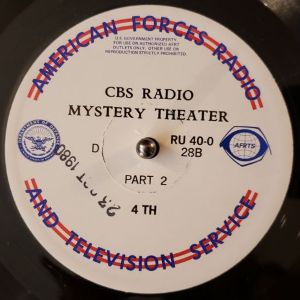 AMERICAN FORCES RADIO
U.S. GOVERNMENT PROPERTY
FOR USE ON AUTHORIZED AFRT
OUTLETS ONLY. OTHER USE OR
REPRODUCTION STRICTLY PROHIBITED.
CBS RADIO
MYSTERY THEATER
D
RU 40-0
28B
AFRTS
PART 2
4 TH
AND TELEVISION SERVICE